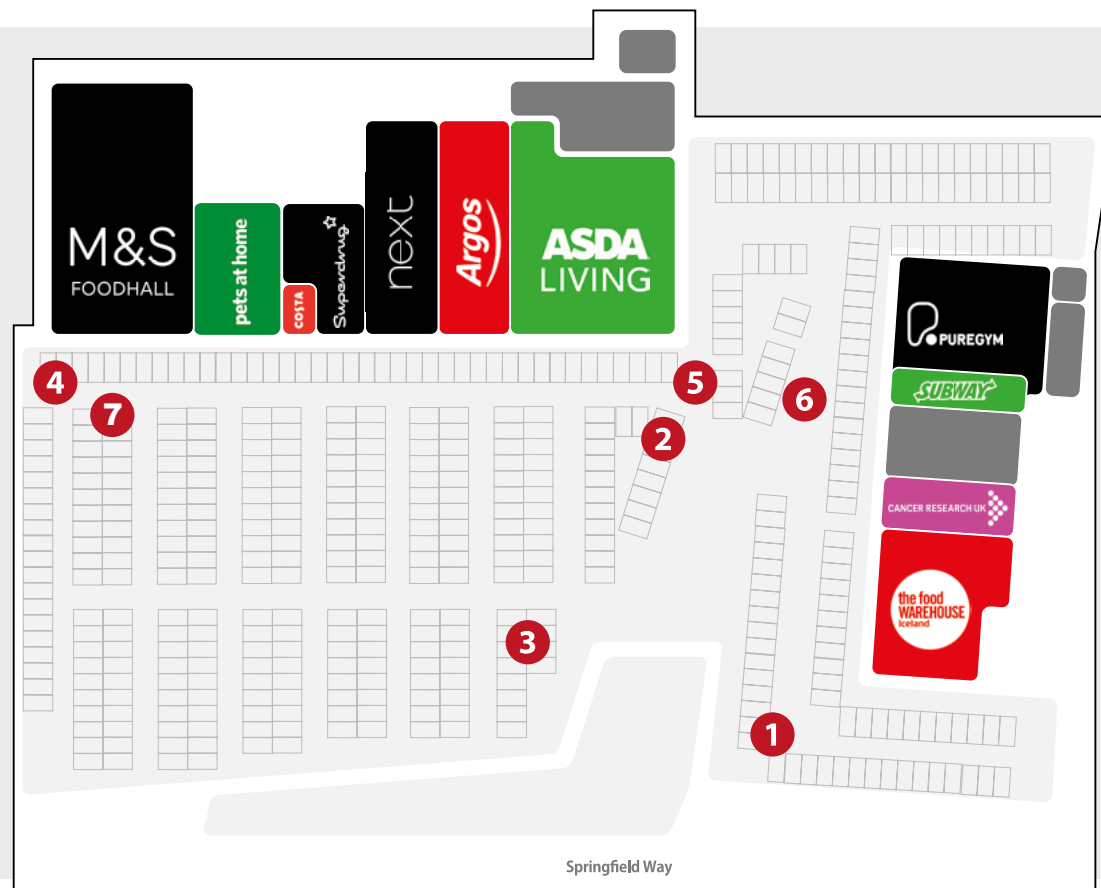 M&S
FOODHALL
pets at home
COSTA
Superdrug
next
Argos
ASDA
LIVING
PUREGYM
SUBWAY
CANCER RESEARCH UK
the food
WAREHOUSE
Iceland
4
7
5
6
2
3
1
Springfield Way